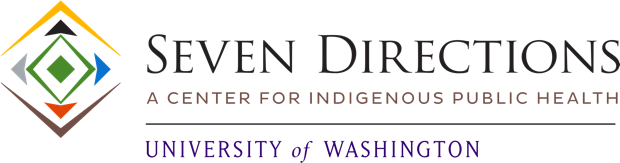 SEVEN DIRECTIONS
A CENTER FOR INDIGENOUS PUBLIC HEALTH
UNIVERSITY of WASHINGTON